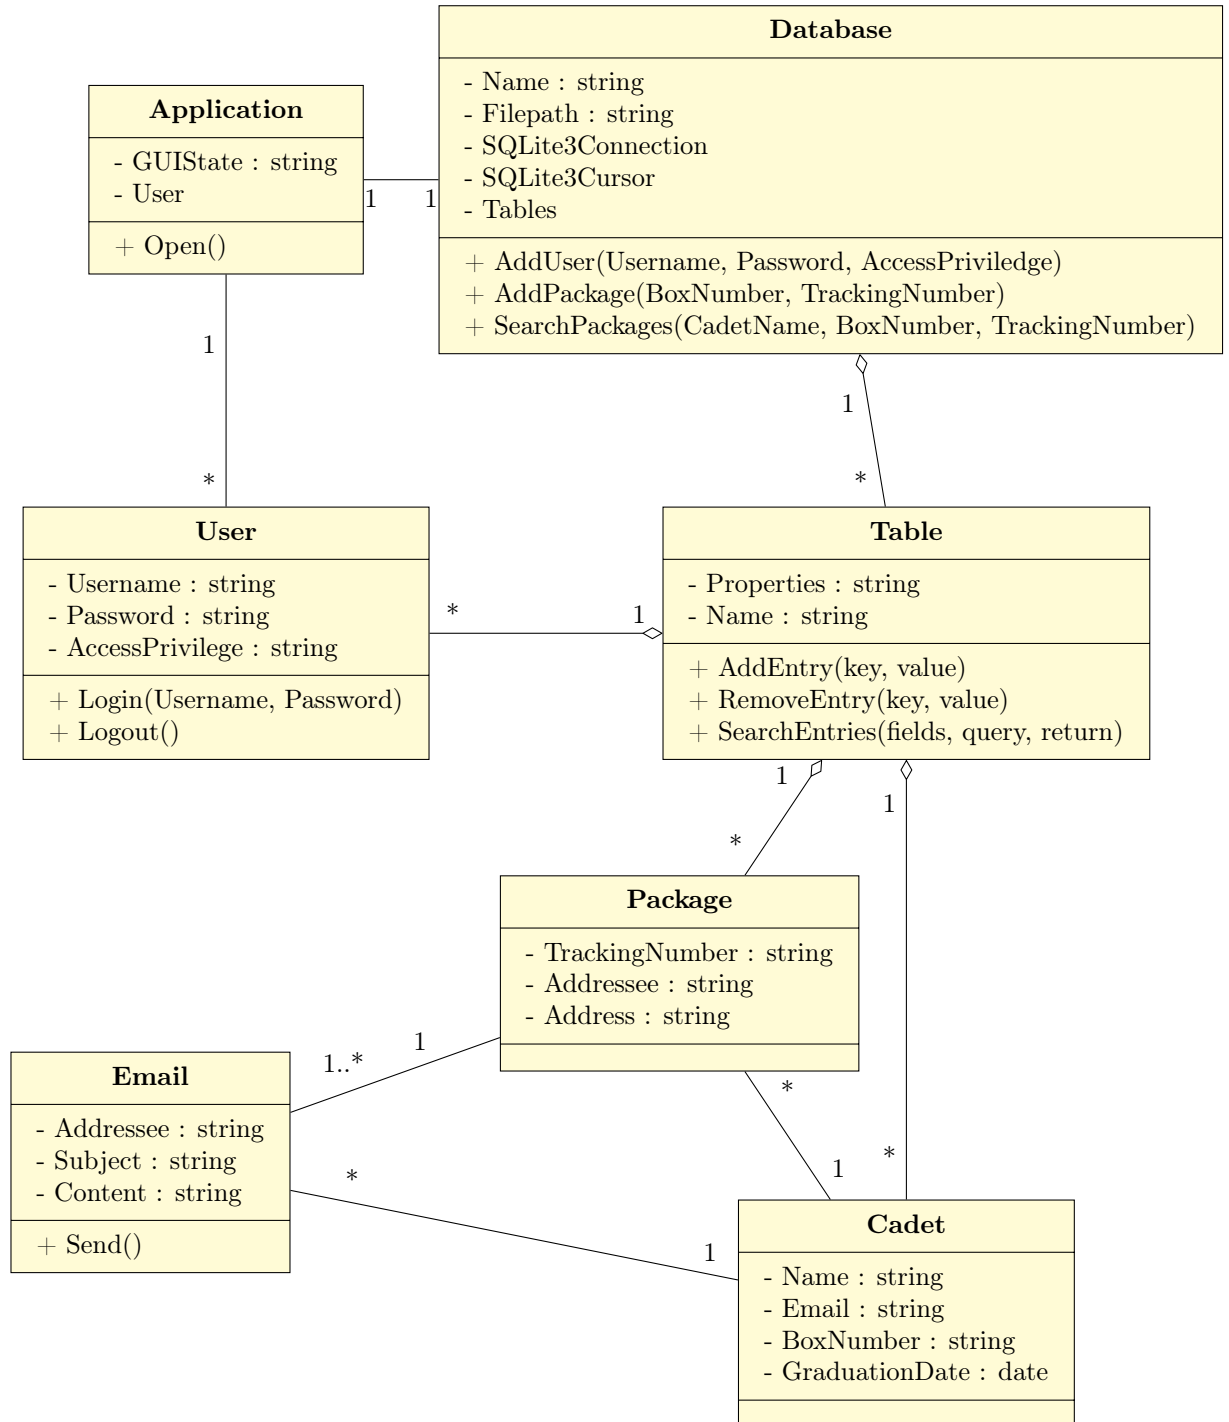 Database
- Name : string
- Filepath : string
- SQLite3Connection
- SQLite3Cursor
- Tables
+ AddUser(Username, Password, AccessPriviledge)
+ AddPackage(BoxNumber, TrackingNumber)
+ SearchPackages(CadetName, BoxNumber, TrackingNumber)
Application
- GUIState : string
- User
+ Open()
1
1
1
*
1
*
User
- Username : string
- Password : string
- AccessPrivilege : string
+ Login(Username, Password)
+ Logout()
*
1
Table
- Properties : string
- Name : string
+ AddEntry(key, value)
+ RemoveEntry(key, value)
+ SearchEntries(fields, query, return)
1
*
1
*
Package
- TrackingNumber : string
- Addressee : string
- Address : string
1..*
1
*
1
Email
- Addressee : string
- Subject : string
- Content : string
+ Send()
*
1
Cadet
- Name : string
- Email : string
- BoxNumber : string
- GraduationDate : date